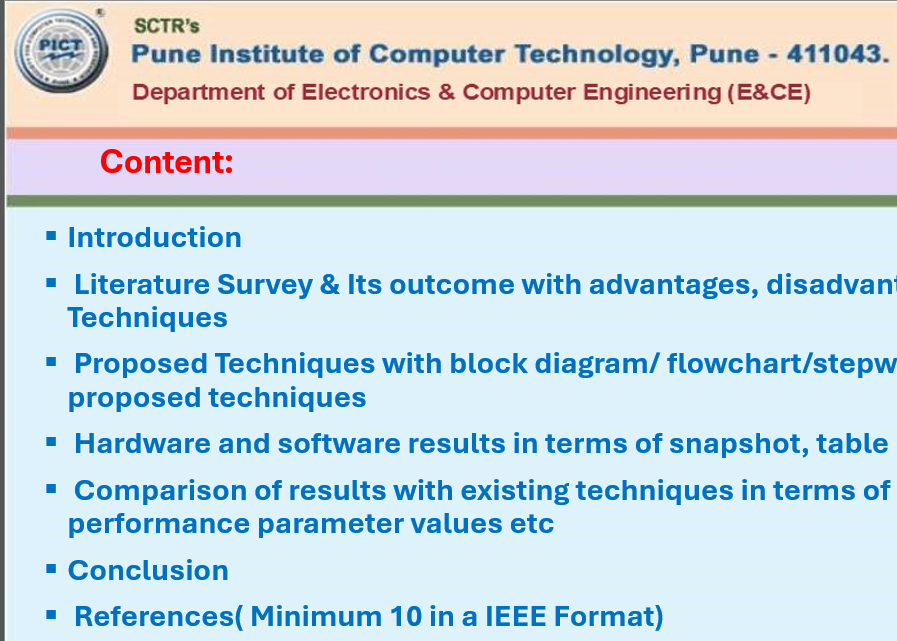 PICT
SCTR's
Pune Institute of Computer Technology, Pune - 411043.
Department of Electronics & Computer Engineering (E&CE)
Content:
▪ Introduction
▪ Literature Survey & Its outcome with advantages,
Techniques
▪ Proposed Techniques with block diagram/ flowchart/
proposed techniques
▪ Hardware and software results in terms of snapshot, table
▪ Comparison of results with existing techniques in terms of
performance parameter values etc
▪ Conclusion
▪ References( Minimum 10 in a IEEE Format)